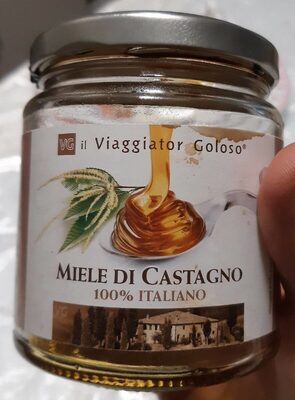 VG il Viaggiator Goloso®
MIELE DI CASTAGNO
100% ITALIANO